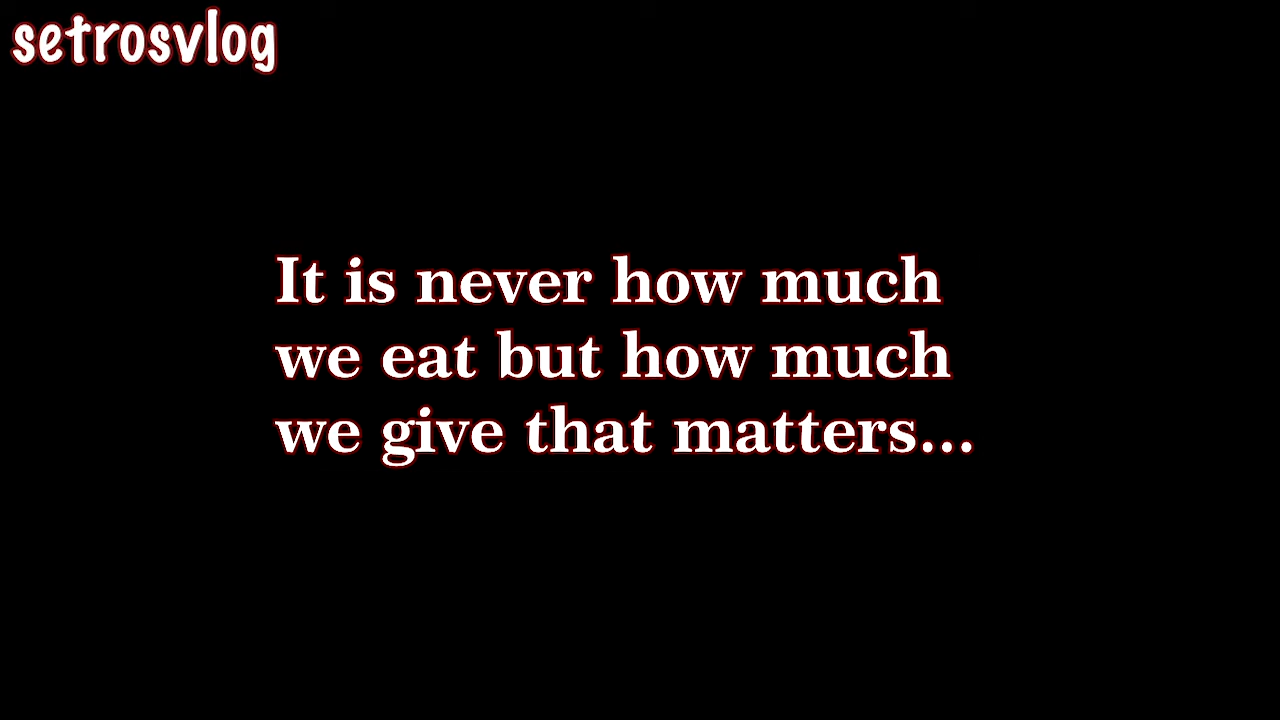 setrosvlog
It is never how much
we eat but how much
we give that matters...